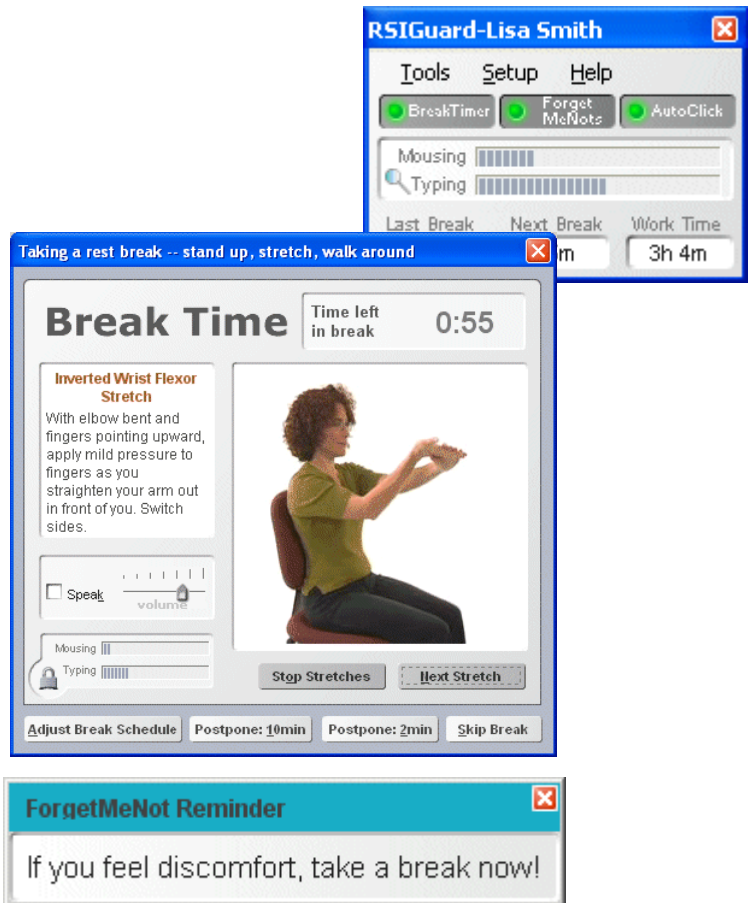 RSIGuard-Lisa Smith
Tools Setup Help
BreakTimer
Forget
MeNots
AutoClick
Mousing
Typing
Last Break Next Break Work Time
m 3h 4m
Taking a rest break -- stand up, stretch, walk around
Break Time
Time left
in break
0:55
Inverted Wrist Flexor
Stretch
With elbow bent and
fingers pointing upward,
apply mild pressure to
fingers as you
straighten your arm out
in front of you. Switch
sides.
Speak
volume
Mousing
Typing
Stop Stretches Next Stretch
Adjust Break Schedule Postpone: 10min Postpone: 2min Skip Break
ForgetMeNot Reminder
If you feel discomfort, take a break now!